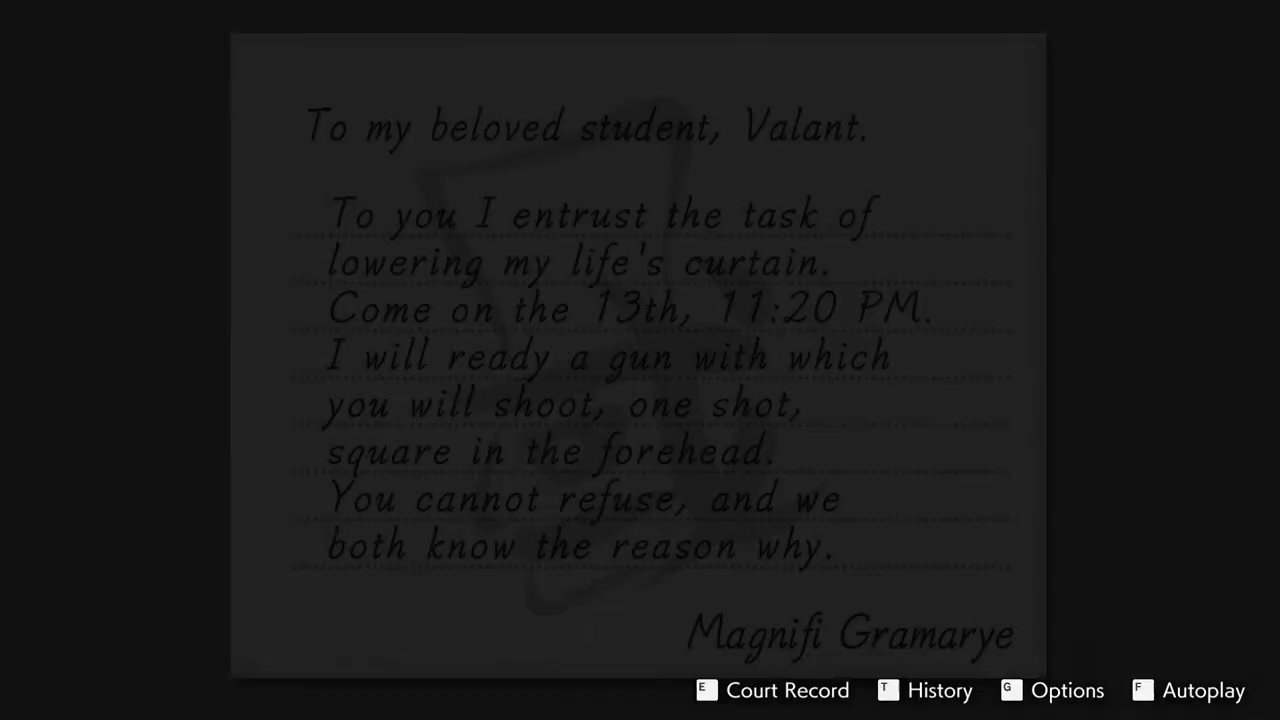 To my beloved student, Valant.
To you I entrust the task of
lowering my life's curtain.
Come on the 13th, 11:20 PM.
I will ready a gun with which
you will shoot, one shot,
square in the forehead.
You cannot refuse, and we
both know the reason why.
Magnifi Gramarye
E Court Record T History G Options F Autoplay